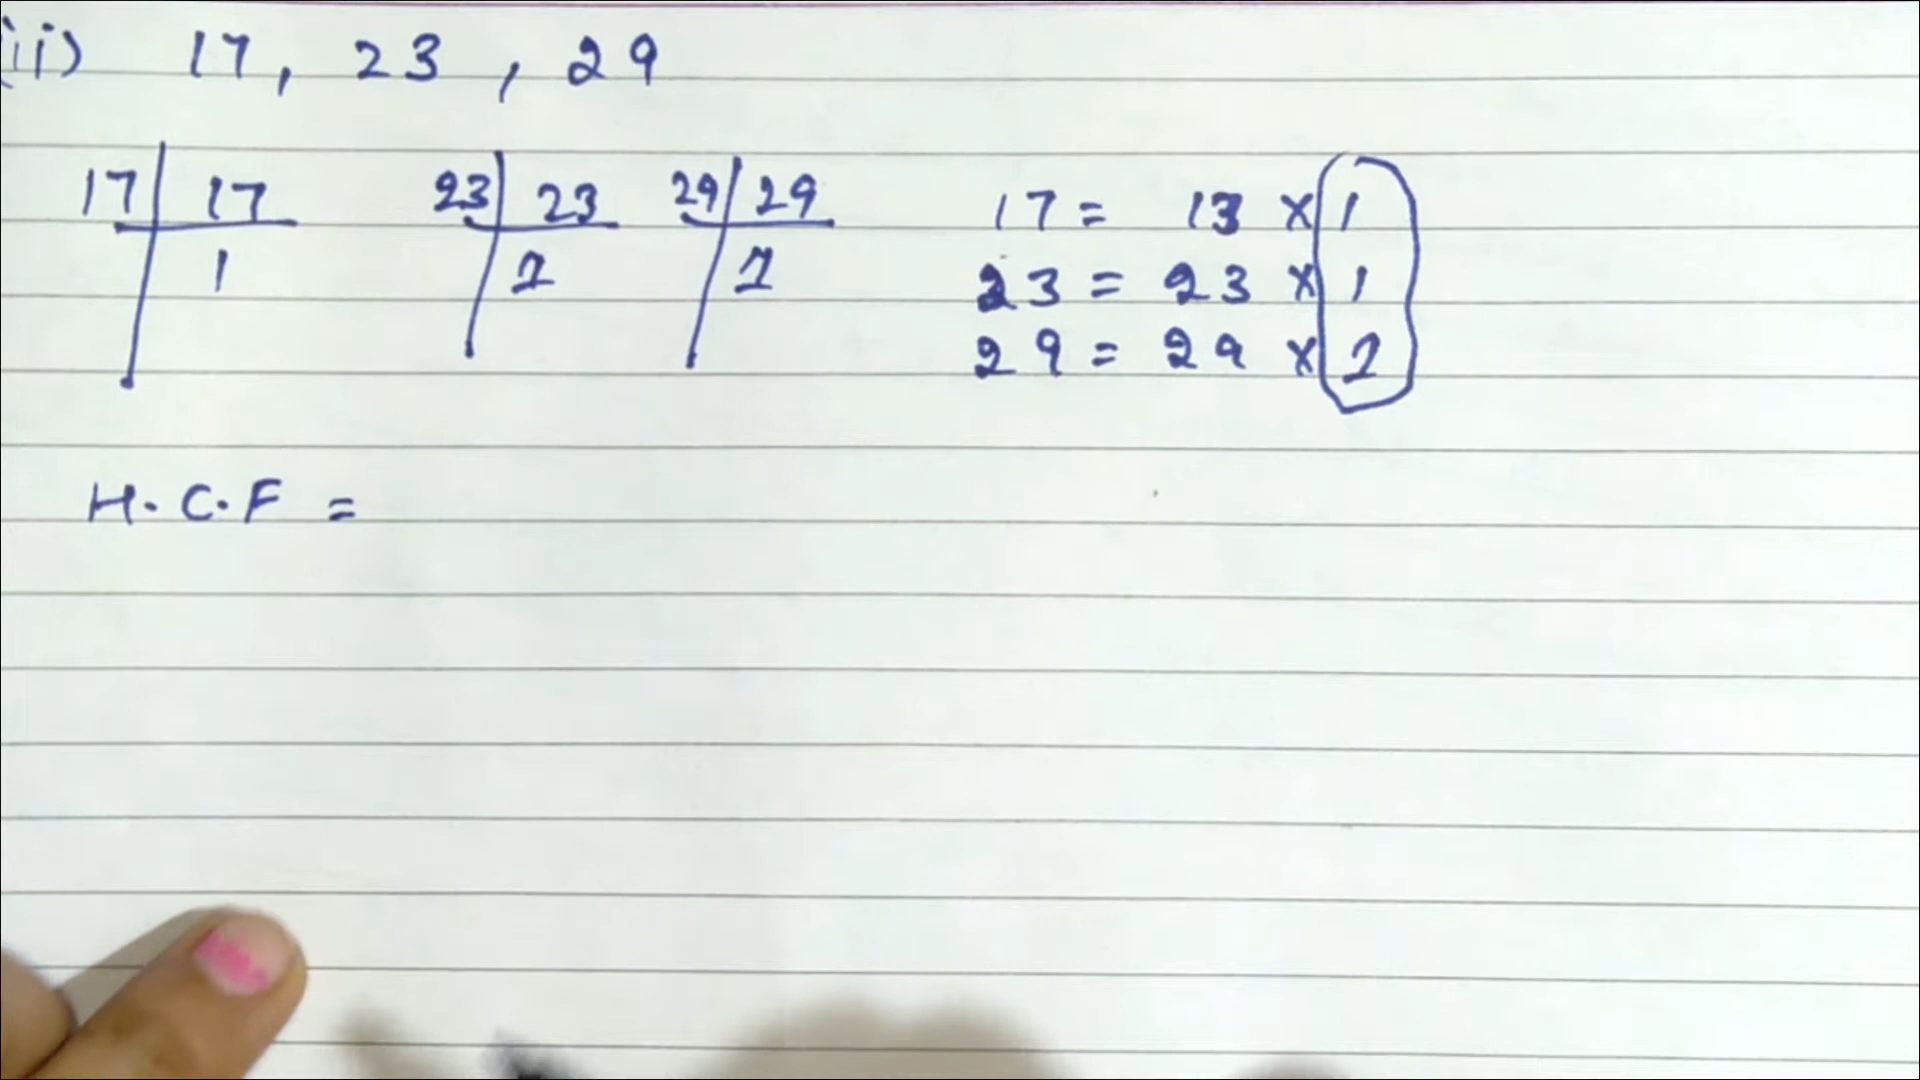 (ii) 17, 23, 29
17 | 17 23 | 23 29 | 29
1 1 1
17 = 13 × 1
23 = 23 × 1
29 = 29 × 1
H.C.F =